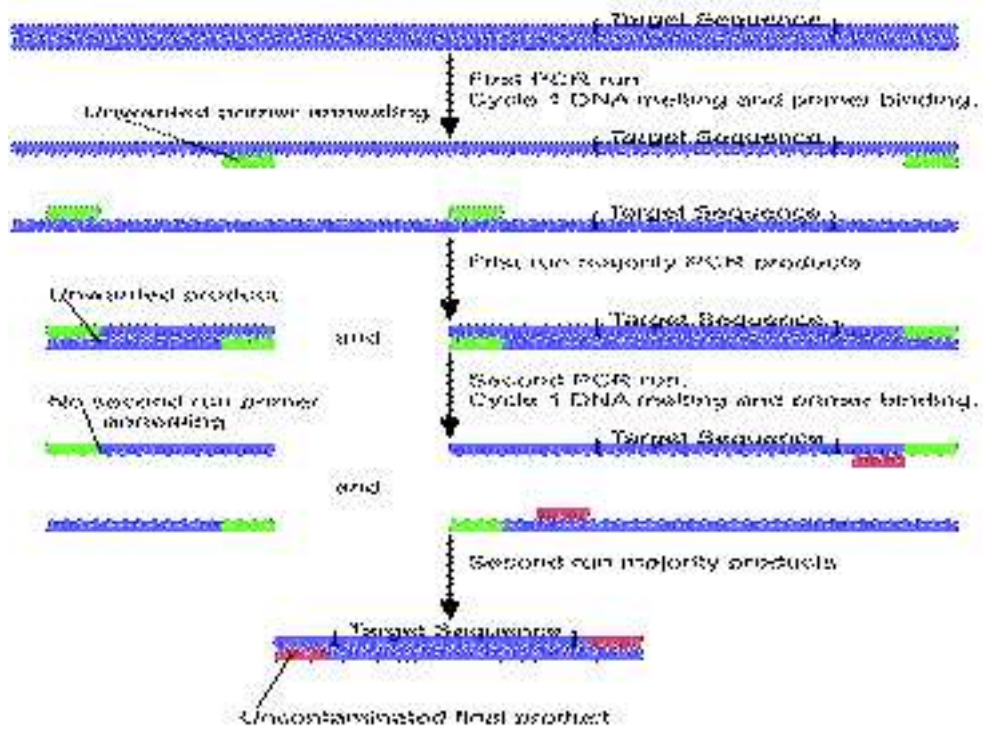 Target Sequence
First PCR run
Cycle 1 DNA melting and primer binding.
Unwanted primer annealing
Target Sequence
Target Sequence
First run majority PCR products
Unwanted product
Target Sequence
and
Second PCR run.
Cycle 1 DNA melting and primer binding.
No second run primer
annealing
Target Sequence
and
Second run majority products
Target Sequence
Uncontaminated final product